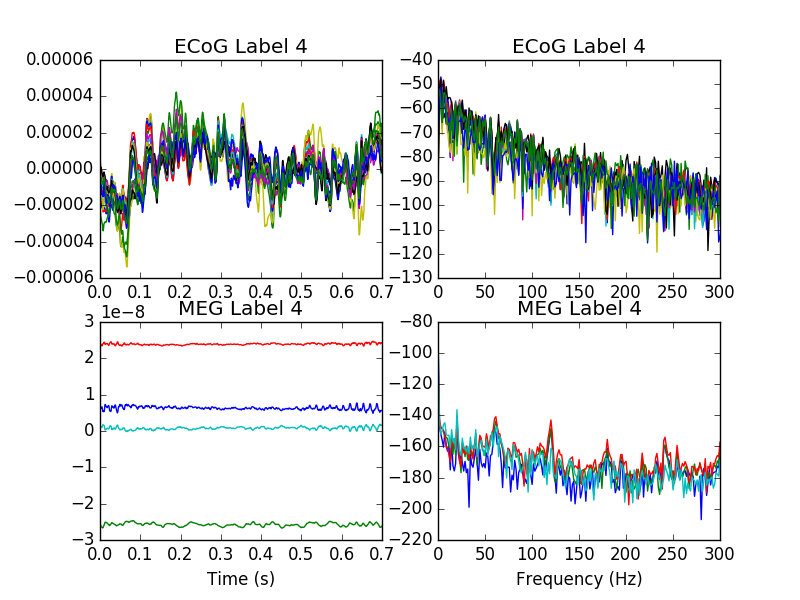 ECoG Label 4
0.00006
0.00004
0.00002
0.00000
−0.00002
−0.00004
−0.00006
0.0 0.1 0.2 0.3 0.4 0.5 0.6 0.7
ECoG Label 4
−40
−50
−60
−70
−80
−90
−100
−110
−120
−130
0 50 100 150 200 250 300
MEG Label 4
1e−8
3
2
1
0
−1
−2
−3
0.0 0.1 0.2 0.3 0.4 0.5 0.6 0.7
Time (s)
MEG Label 4
−80
−100
−120
−140
−160
−180
−200
−220
0 50 100 150 200 250 300
Frequency (Hz)